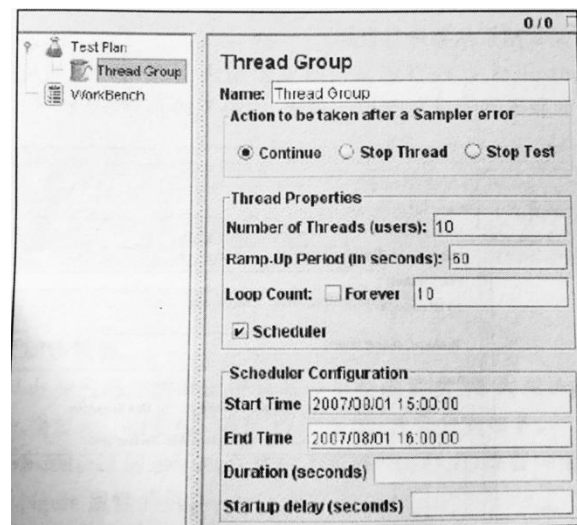 0 / 0
Test Plan
Thread Group
WorkBench
Thread Group
Name: Thread Group
Action to be taken after a Sampler error
Continue Stop Thread Stop Test
Thread Properties
Number of Threads (users): 10
Ramp-Up Period (in seconds): 60
Loop Count: Forever 10
Scheduler
Scheduler Configuration
Start Time 2007/08/01 15:00:00
End Time 2007/08/01 16:00:00
Duration (seconds)
Startup delay (seconds)